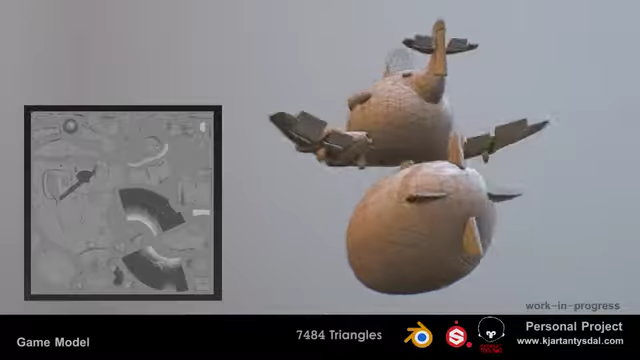 work-in-progress
Game Model
7484 Triangles
Personal Project
www.kjartantysdal.com